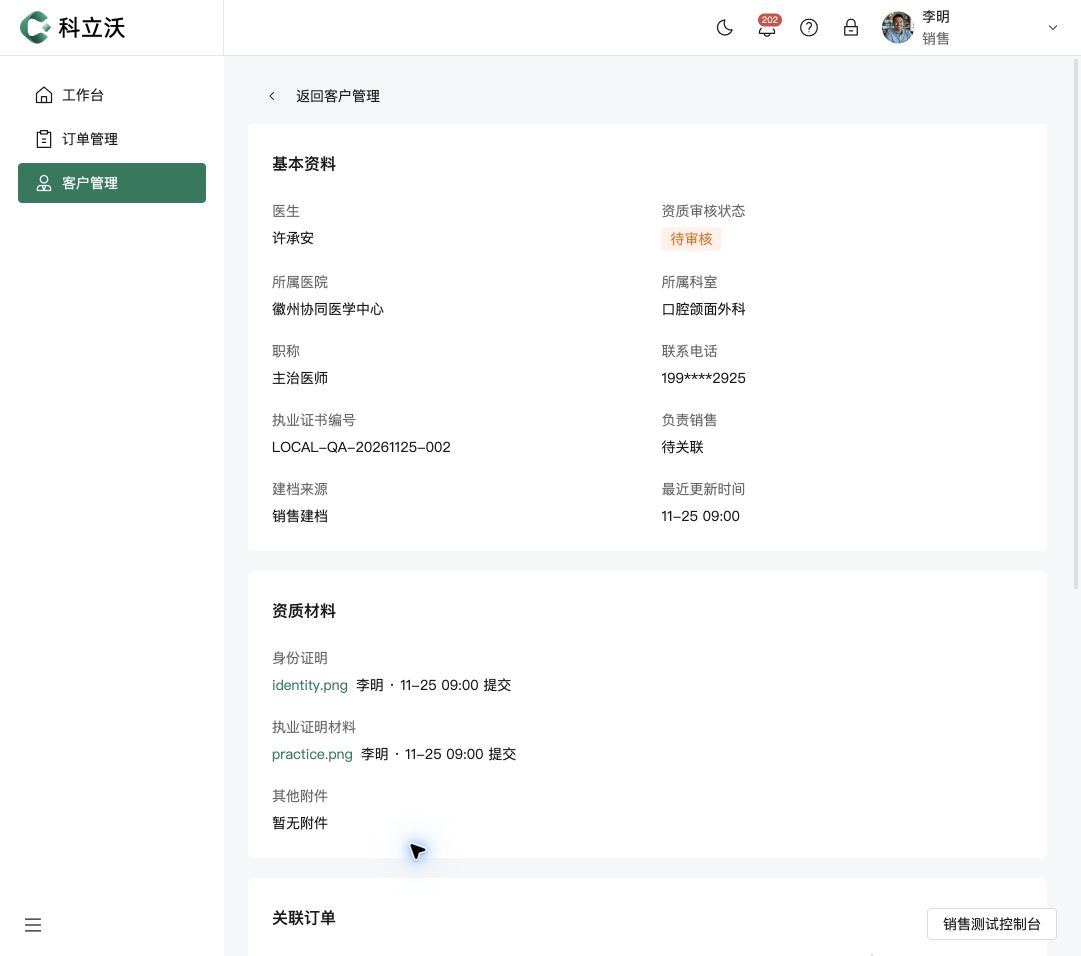 科立沃
202
李明
销售
工作台
订单管理
客户管理
返回客户管理
基本资料
医生
资质审核状态
许承安
待审核
所属医院
所属科室
徽州协同医学中心
口腔颌面外科
职称
联系电话
主治医师
199****2925
执业证书编号
负责销售
LOCAL-QA-20261125-002
待关联
建档来源
最近更新时间
销售建档
11-25 09:00
资质材料
身份证明
identity.png 李明 · 11-25 09:00 提交
执业证明材料
practice.png 李明 · 11-25 09:00 提交
其他附件
暂无附件
关联订单
销售测试控制台